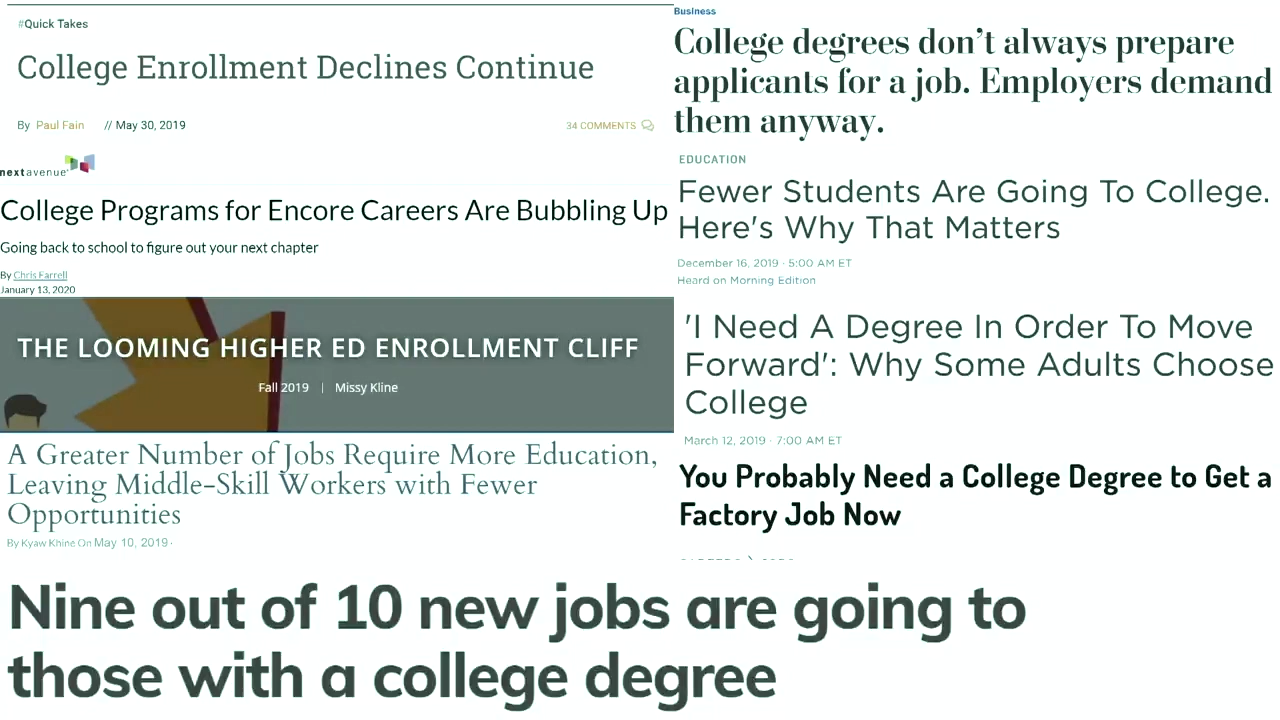 #Quick Takes
College Enrollment Declines Continue
By Paul Fain // May 30, 2019
34 COMMENTS
nextavenue
College Programs for Encore Careers Are Bubbling Up
Going back to school to figure out your next chapter
By Chris Farrell
January 13, 2020
THE LOOMING HIGHER ED ENROLLMENT CLIFF
Fall 2019 | Missy Kline
A Greater Number of Jobs Require More Education,
Leaving Middle-Skill Workers with Fewer
Opportunities
By Kyaw Khine On May 10, 2019 ·
Business
College degrees don’t always prepare
applicants for a job. Employers demand
them anyway.
EDUCATION
Fewer Students Are Going To College.
Here's Why That Matters
December 16, 2019 · 5:00 AM ET
Heard on Morning Edition
'I Need A Degree In Order To Move
Forward': Why Some Adults Choose
College
March 12, 2019 · 7:00 AM ET
You Probably Need a College Degree to Get a
Factory Job Now
Nine out of 10 new jobs are going to
those with a college degree